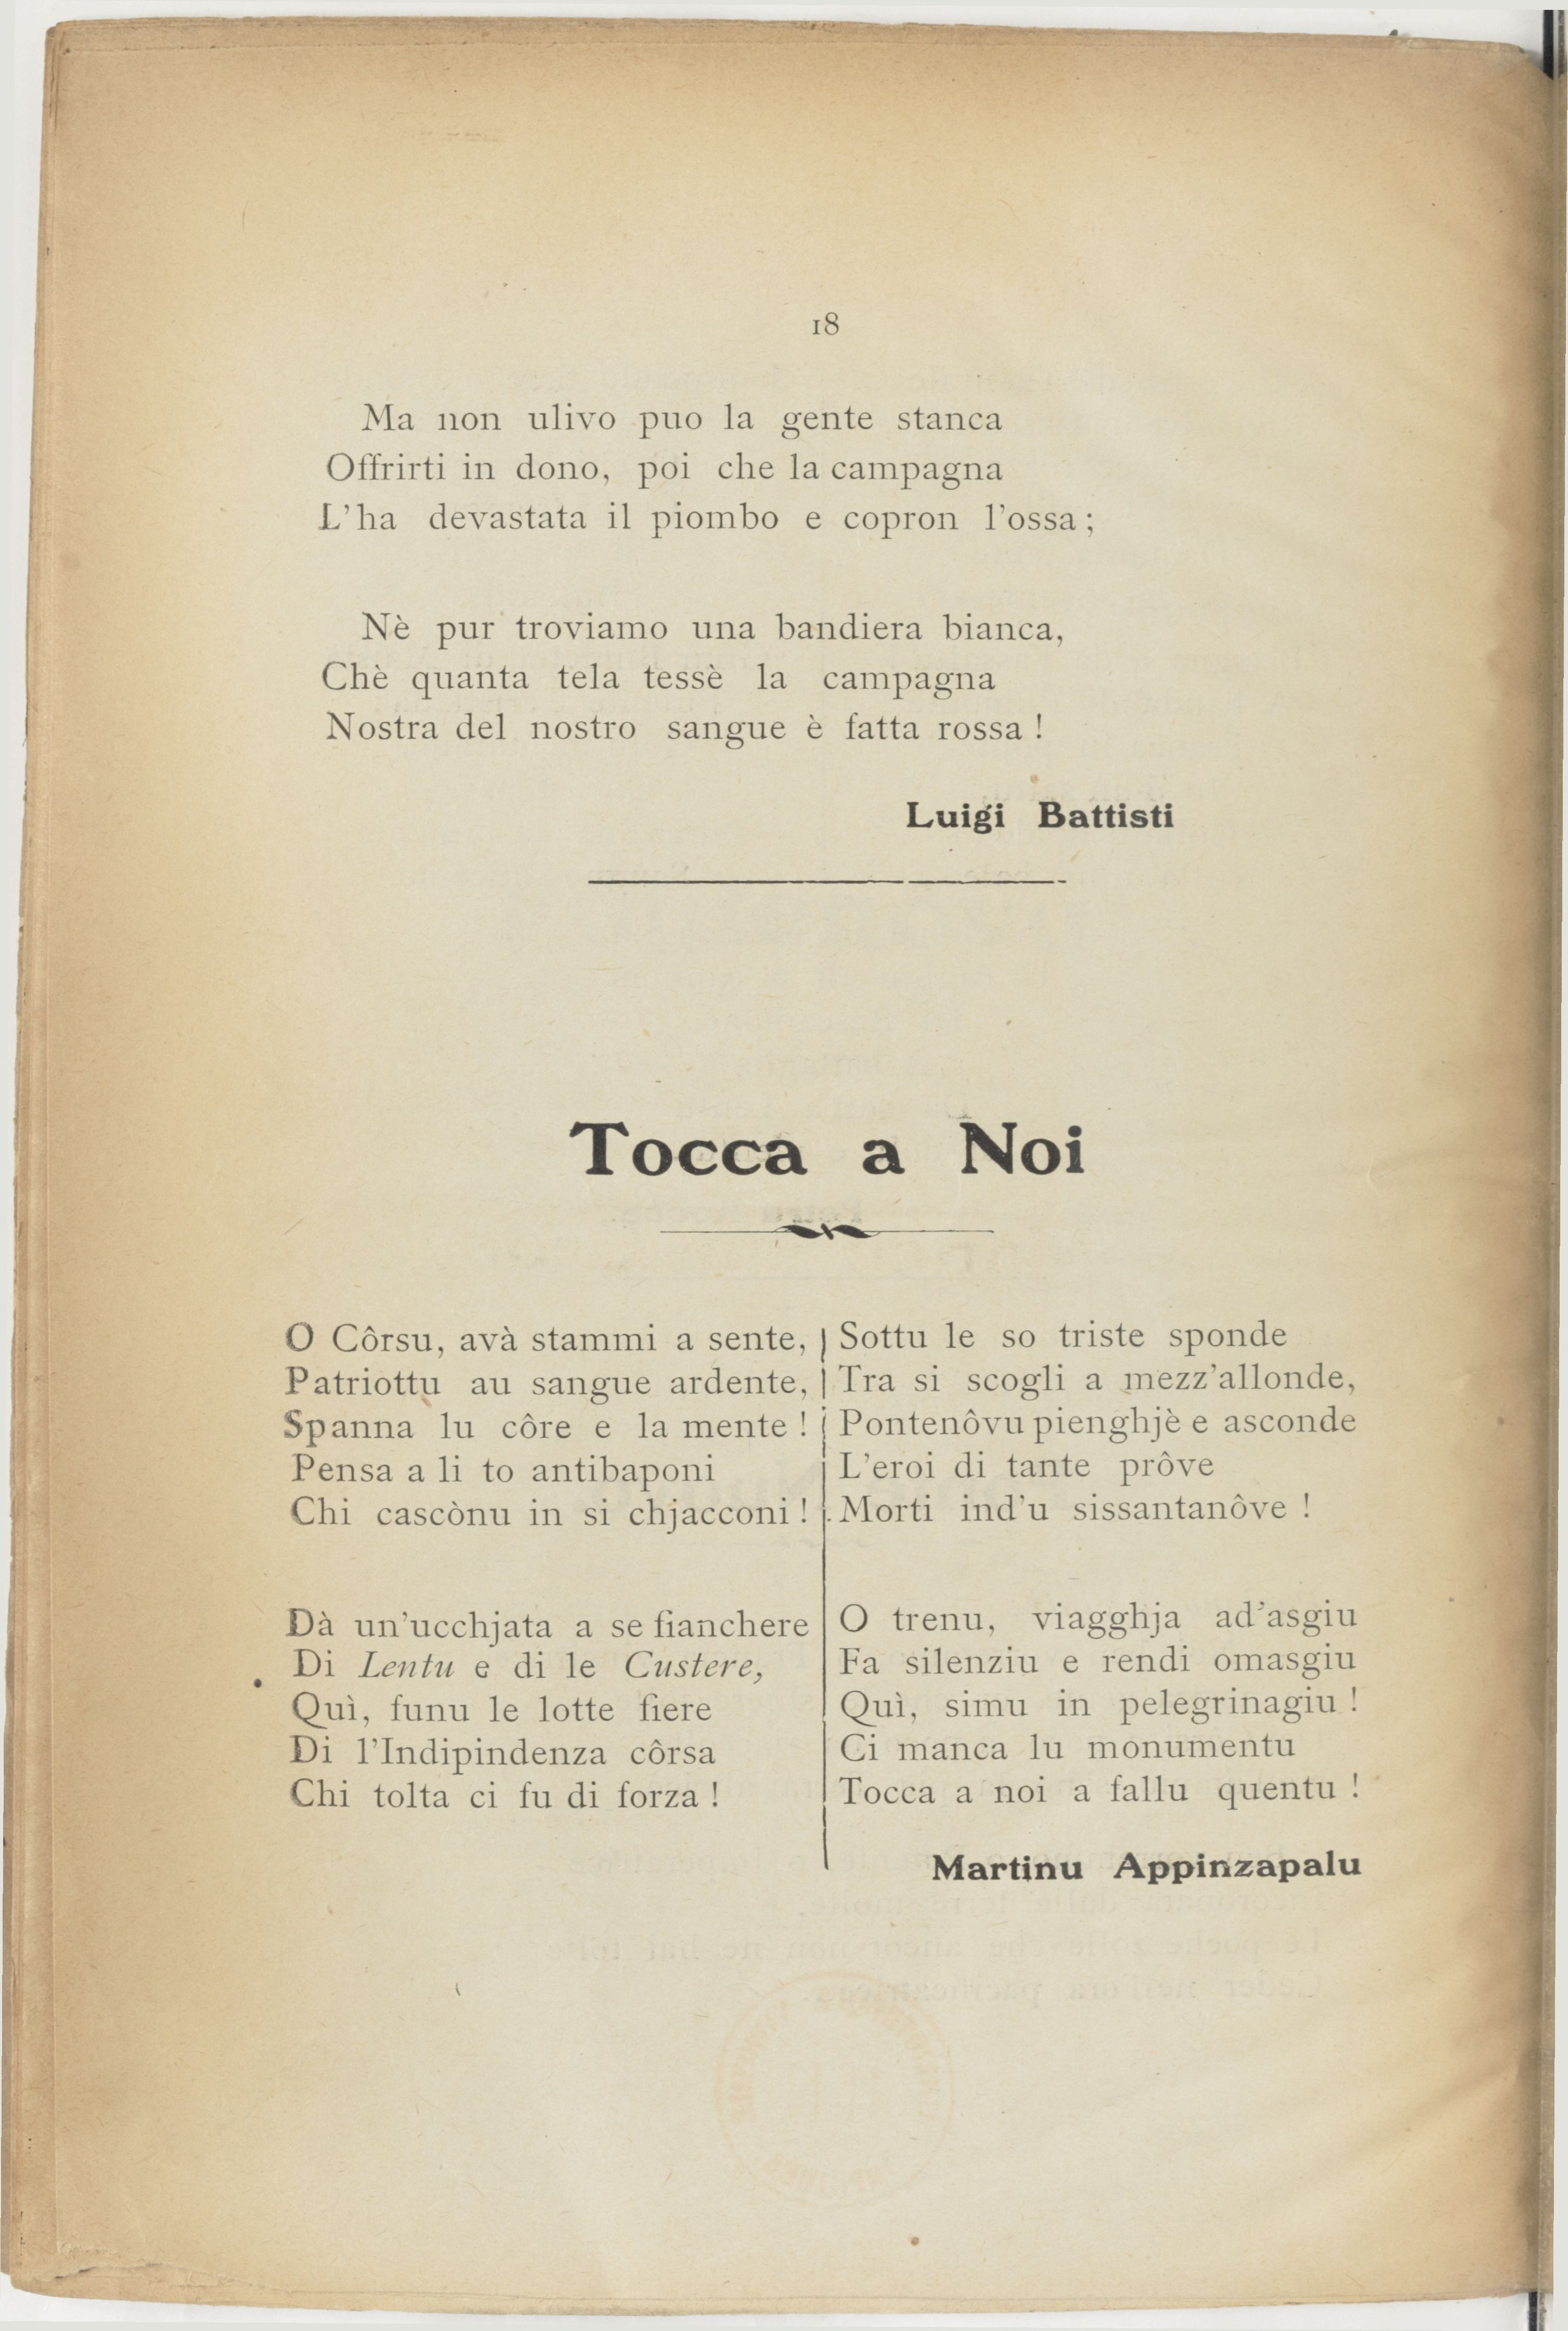 18
Ma non ulivo puo la gente stanca
Offrirti in dono, poi che la campagna
L'ha devastata il piombo e copron l'ossa;
Nè pur troviamo una bandiera bianca,
Chè quanta tela tessè la campagna
Nostra del nostro sangue è fatta rossa !
Luigi Battisti
Tocca a Noi
O Côrsu, avà stammi a sente,
Patriottu au sangue ardente,
Spanna lu côre e la mente !
Pensa a li to antibaponi
Chi cascònu in si chjacconi !
Dà un'ucchjata a se fianchere
Di Lentu e di le Custere,
Quì, funu le lotte fiere
Di l'Indipindenza côrsa
Chi tolta ci fu di forza !
Sottu le so triste sponde
Tra si scogli a mezz'allonde,
Pontenôvu pienghjè e asconde
L'eroi di tante prôve
Morti ind'u sissantanôve !
O trenu, viagghja ad'asgiu
Fa silenziu e rendi omasgiu
Quì, simu in pelegrinagiu !
Ci manca lu monumentu
Tocca a noi a fallu quentu !
Martinu Appinzapalu